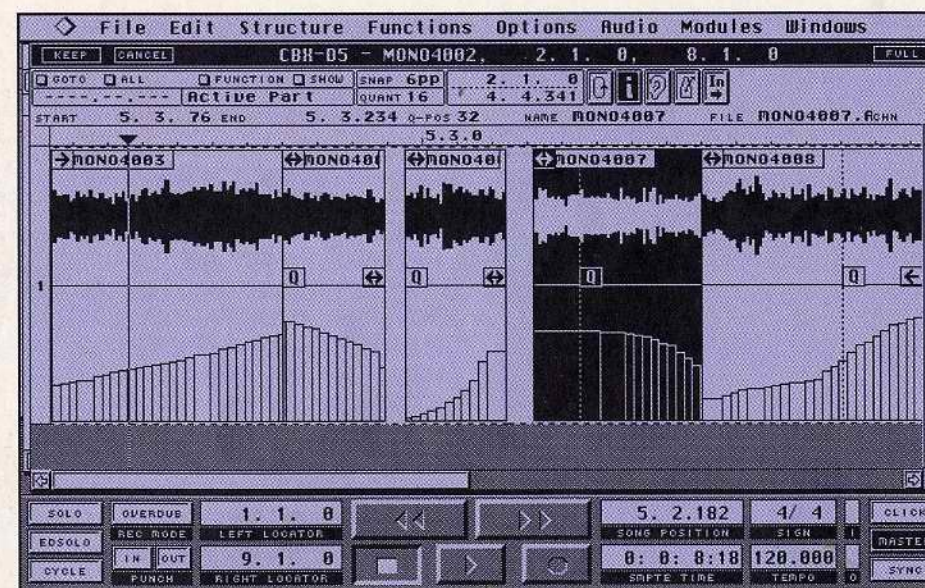 File Edit Structure Functions Options Audio Modules Windows
KEEP CANCEL CBX-D5 - MONO4002, 2. 1. 0, 8. 1. 0 FULL
GOTO ALL FUNCTION SHOW SNAP 6pp 2. 1. 0 In
----.--.--- Active Part QUANT 16 4. 4.341
START 5. 3. 76 END 5. 3.234 Q-POS 32 NAME MONO4007 FILE MONO4007.ACHN
5.3.0
MONO4003 MONO40 MONO40 MONO4007 MONO4008
Q Q Q Q
1
SOLO OVERDUB 1. 1. 0 5. 2.182 4/ 4 CLICK
REC MODE LEFT LOCATOR SONG POSITION SIGN
EDSOLO MASTER
IN OUT 9. 1. 0 0: 0: 8:18 120.000
CYCLE PUNCH RIGHT LOCATOR SMPTE TIME TEMPO SYNC